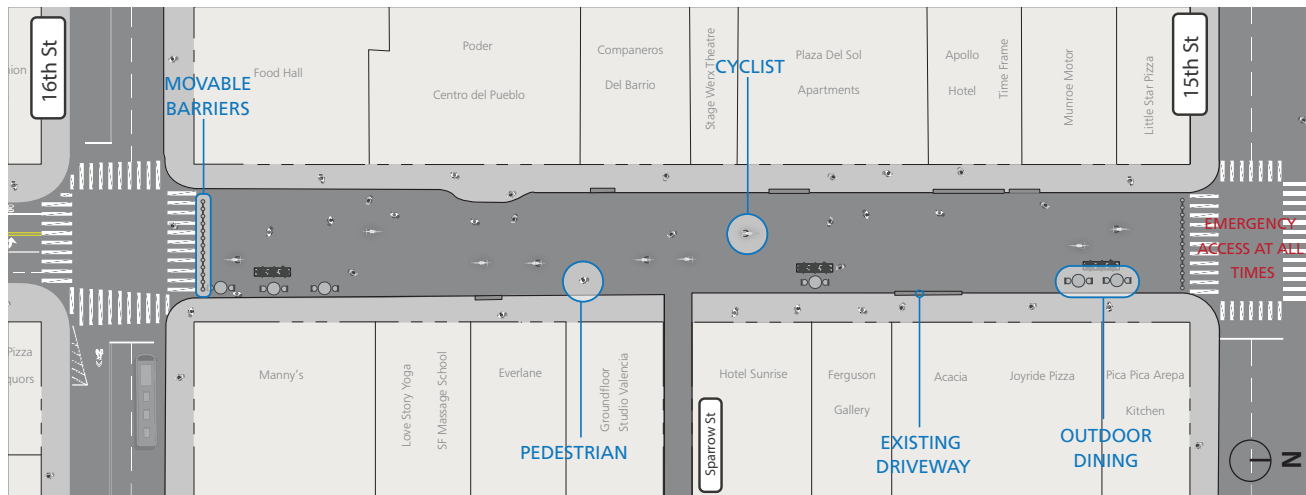 16th St
MOVABLE
BARRIERS
Food Hall
Poder
Centro del Pueblo
Companeros
Del Barrio
Stage Werx Theatre
CYCLIST
Plaza Del Sol
Apartments
Apollo
Hotel
Time Frame
Munroe Motor
Little Star Pizza
15th St
EMERGENCY
ACCESS AT ALL
TIMES
Pizza
quors
Manny's
Love Story Yoga
SF Massage School
Everlane
Groundfloor
Studio Valencia
PEDESTRIAN
Sparrow St
Hotel Sunrise
Ferguson
Gallery
EXISTING
DRIVEWAY
Acacia
Joyride Pizza
Pica Pica Arepa
Kitchen
OUTDOOR
DINING
N